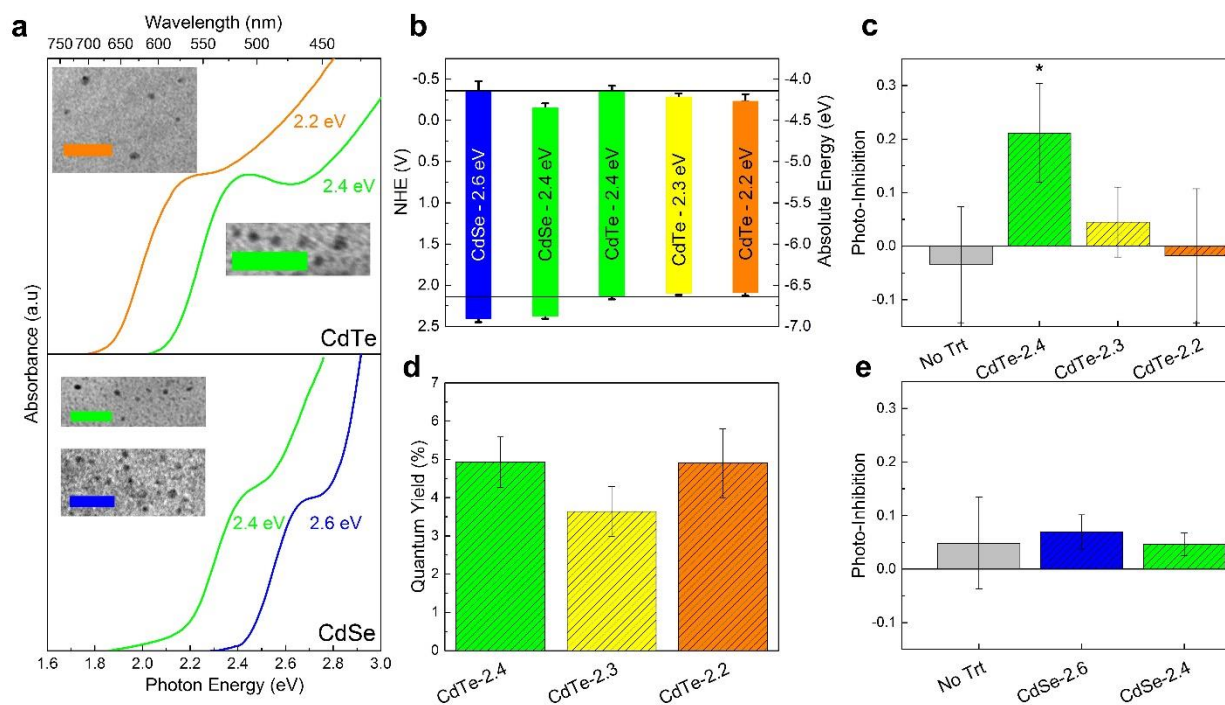 a
Wavelength (nm)
750 700 650 600 550 500 450
2.2 eV
2.4 eV
CdTe
2.4 eV
2.6 eV
CdSe
Absorbance (a.u)
1.6 1.8 2.0 2.2 2.4 2.6 2.8 3.0
Photon Energy (eV)
b
NHE (V)
-0.5
0.0
0.5
1.0
1.5
2.0
2.5
CdSe - 2.6 eV
CdSe - 2.4 eV
CdTe - 2.4 eV
CdTe - 2.3 eV
CdTe - 2.2 eV
-4.0
-4.5
-5.0
-5.5
-6.0
-6.5
-7.0
Absolute Energy (eV)
c
Photo-Inhibition
0.3
0.2
0.1
0.0
-0.1
*
No Trt
CdTe-2.4
CdTe-2.3
CdTe-2.2
d
Quantum Yield (%)
7
6
5
4
3
2
1
0
CdTe-2.4
CdTe-2.3
CdTe-2.2
e
Photo-Inhibition
0.3
0.2
0.1
0.0
-0.1
No Trt
CdSe-2.6
CdSe-2.4